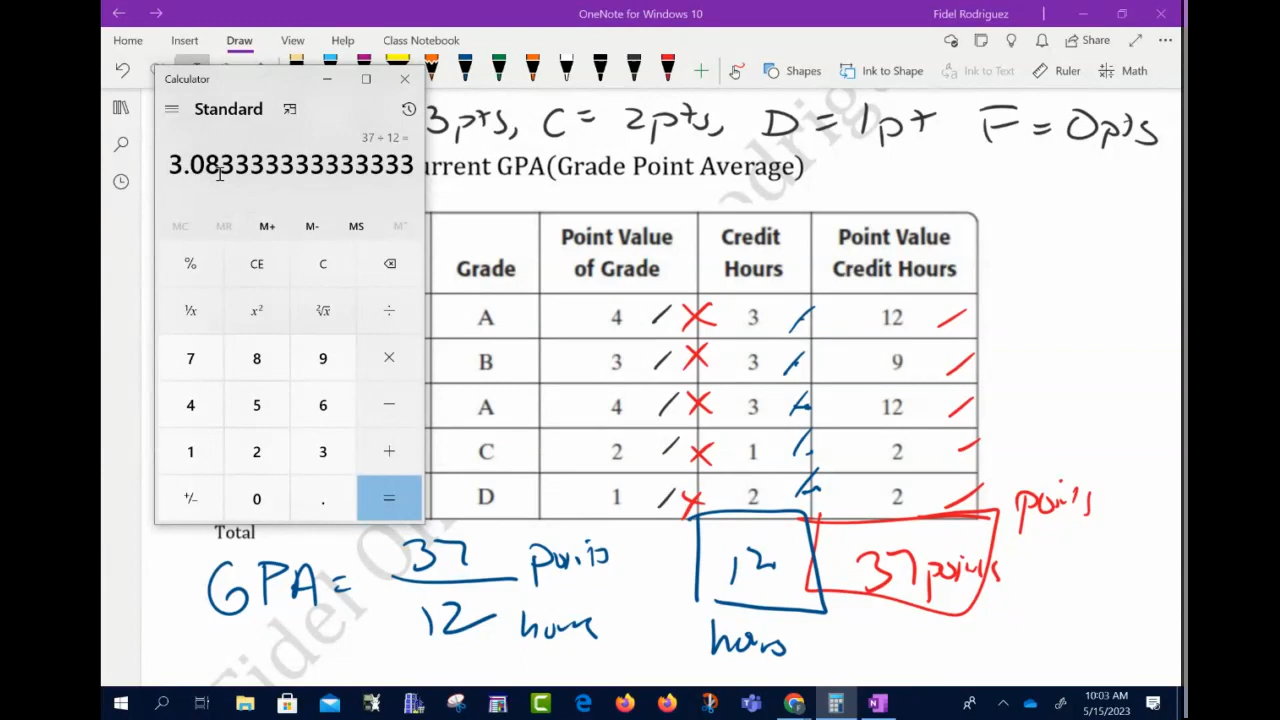 OneNote for Windows 10 Fidel Rodriguez
Home Insert Draw View Help Class Notebook Share
Shapes Ink to Shape Ink to Text Ruler Math
Calculator
Standard
37 ÷ 12 =
3.0833333333333333
MC MR M+ M- MS M˅
% CE C
¹/x x² ²√x ÷
7 8 9 ×
4 5 6 −
1 2 3 +
+/− 0 . =
3pts, C = 2pts, D = 1pt F = 0pts
urrent GPA(Grade Point Average)
Grade Point Value of Grade Credit Hours Point Value Credit Hours
A 4 × 3 12
B 3 × 3 9
A 4 × 3 12
C 2 × 1 2
D 1 × 2 2
points
Total
GPA = 37 points 12 37 points
12 hours hours
Fidel
10:03 AM
5/15/2023